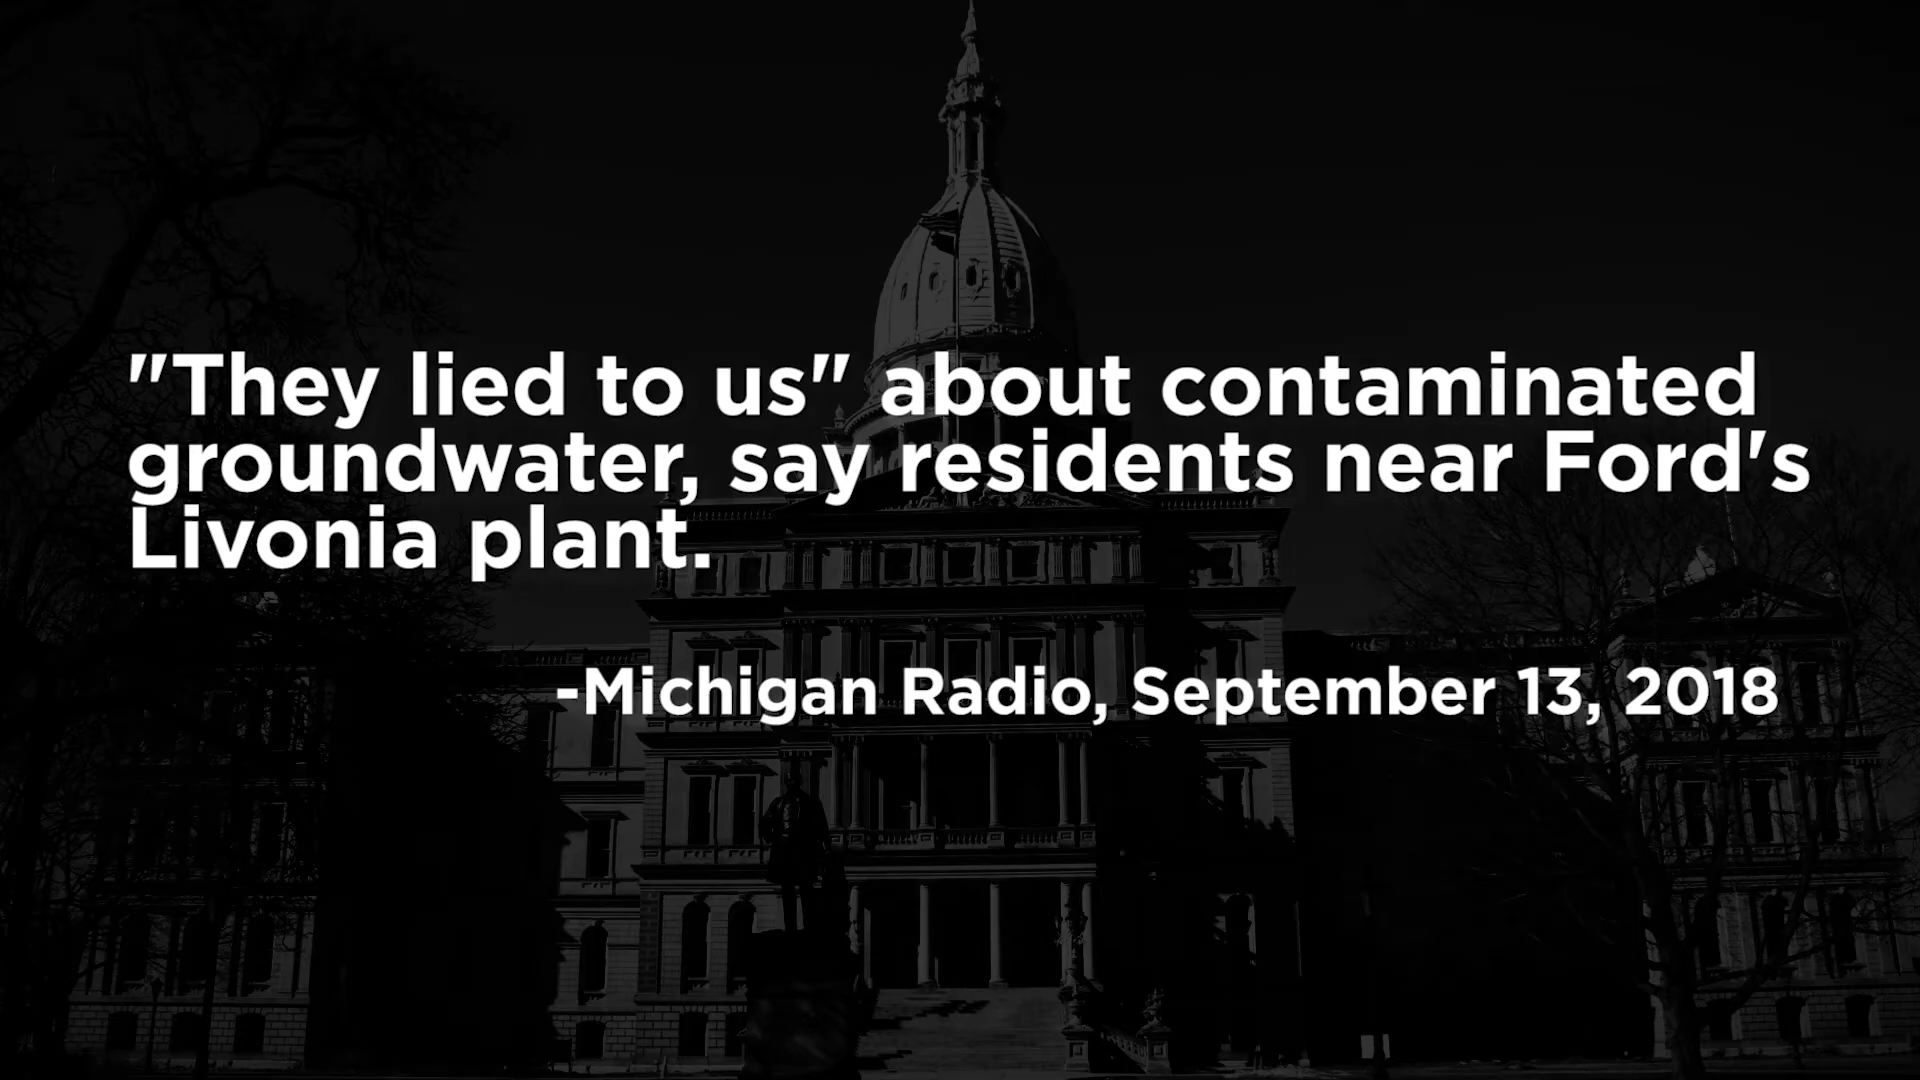 "They lied to us" about contaminated
groundwater, say residents near Ford's
Livonia plant.
-Michigan Radio, September 13, 2018